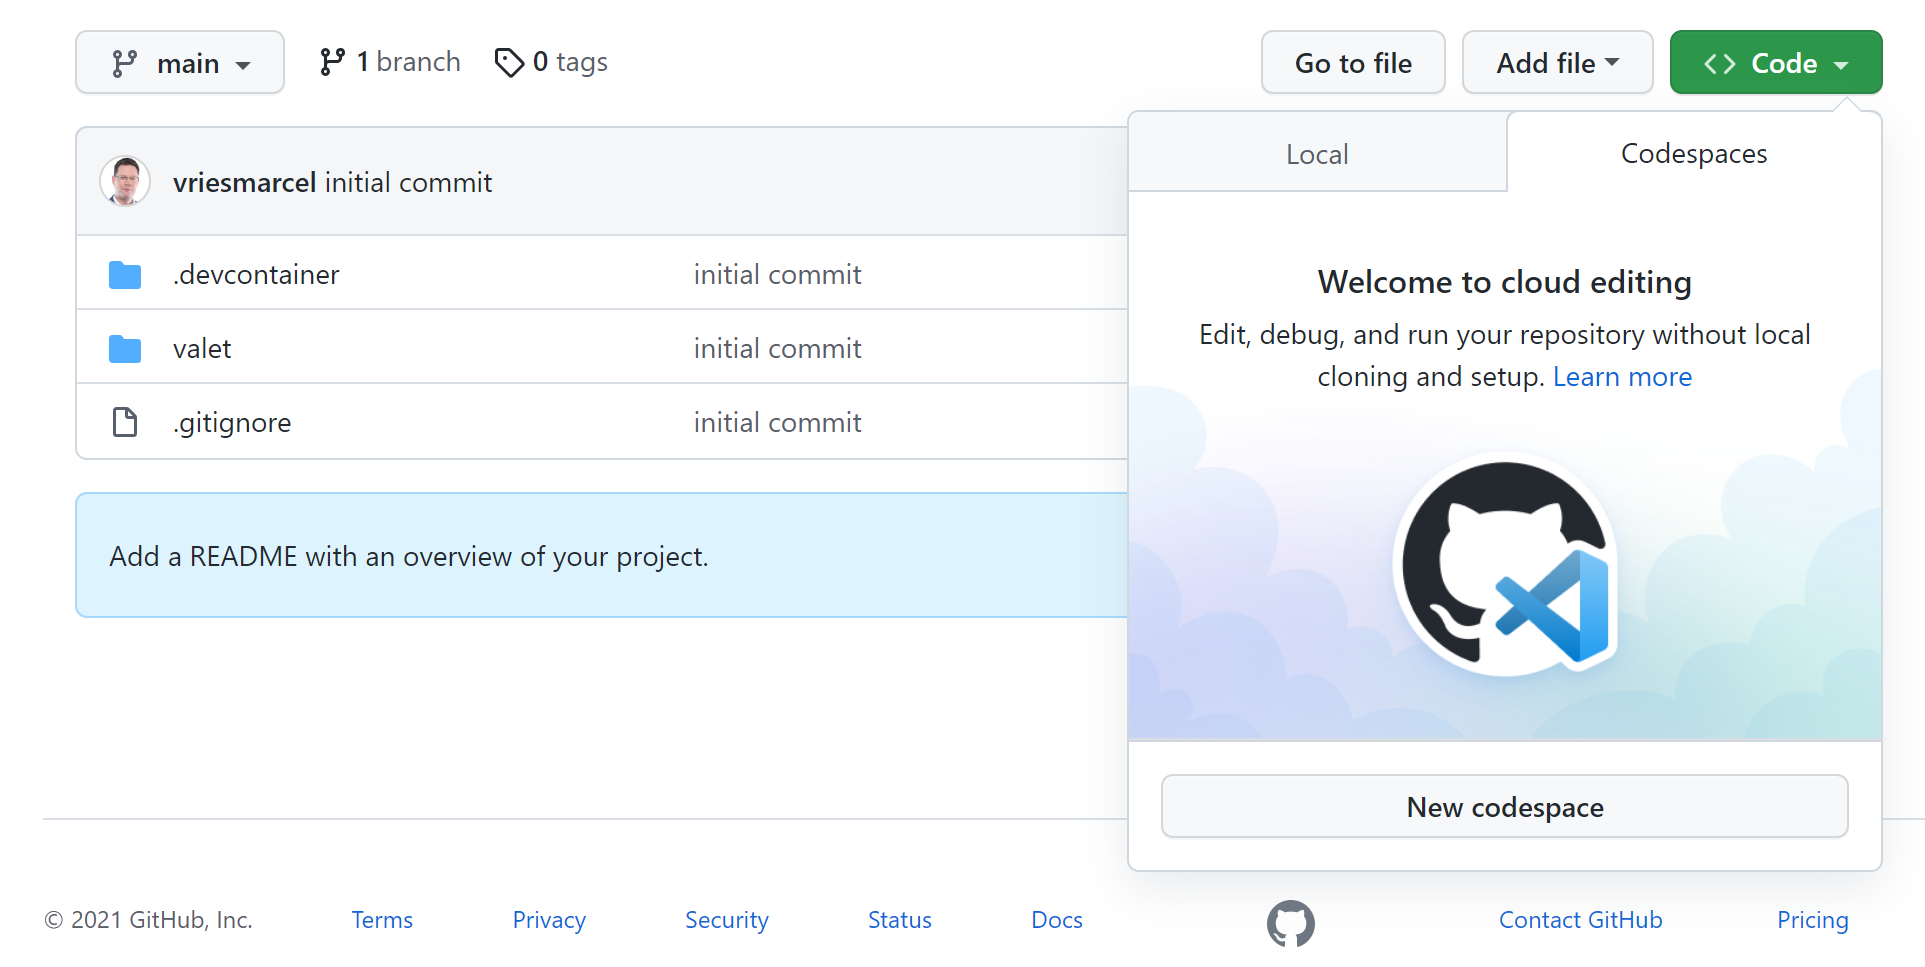 main
1 branch
0 tags
Go to file
Add file
Code
vriesmarcel initial commit
.devcontainer initial commit
valet initial commit
.gitignore initial commit
Add a README with an overview of your project.
Local
Codespaces
Welcome to cloud editing
Edit, debug, and run your repository without local
cloning and setup. Learn more
New codespace
© 2021 GitHub, Inc.
Terms
Privacy
Security
Status
Docs
Contact GitHub
Pricing